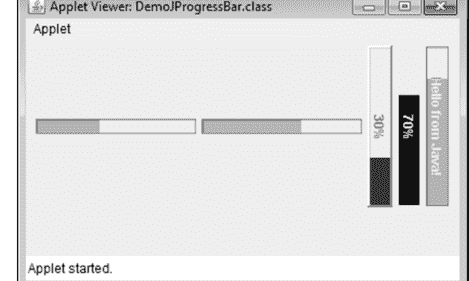 Applet Viewer: DemoJProgressBar.class
Applet
30%
70%
Hello from Java!
Applet started.